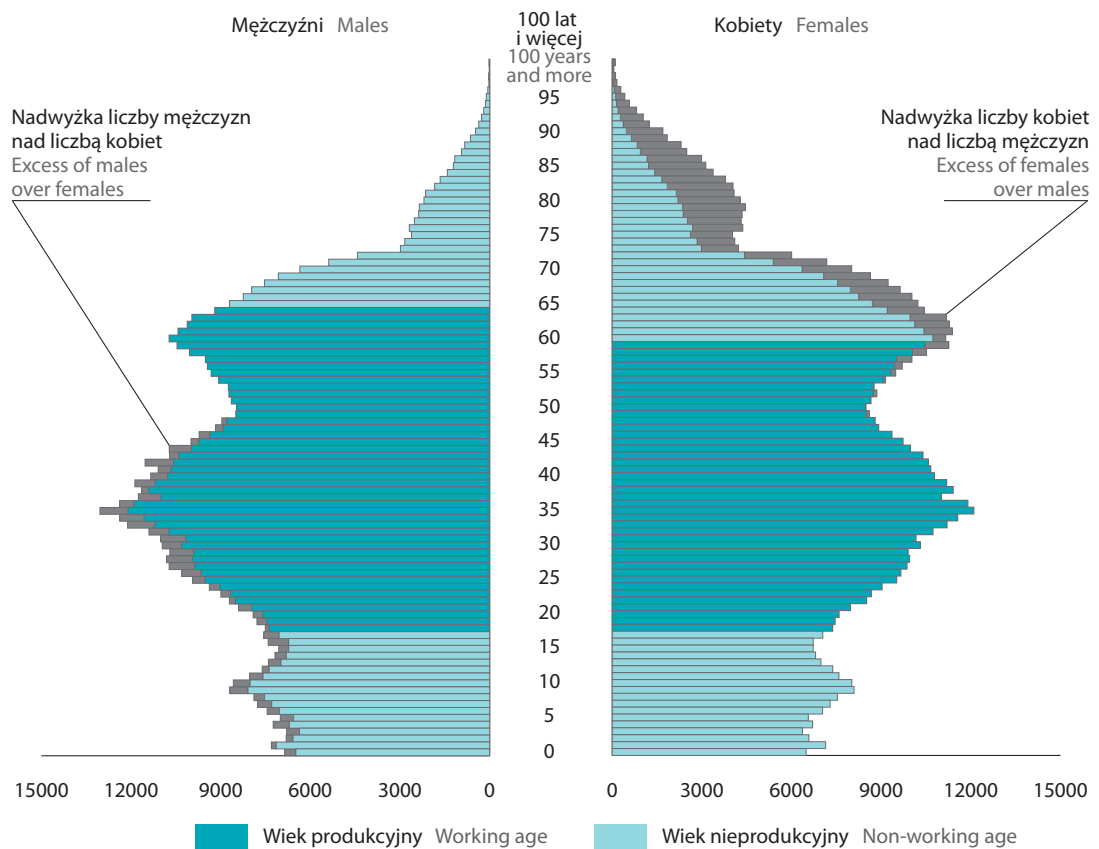 Mężczyźni Males
100 lat
i więcej
100 years
and more
Kobiety Females
Nadwyżka liczby mężczyzn
nad liczbą kobiet
Excess of males
over females
Nadwyżka liczby kobiet
nad liczbą mężczyzn
Excess of females
over males
95
90
85
80
75
70
65
60
55
50
45
40
35
30
25
20
15
10
5
0
15000 12000 9000 6000 3000 0 0 3000 6000 9000 12000 15000
Wiek produkcyjny Working age Wiek nieprodukcyjny Non-working age